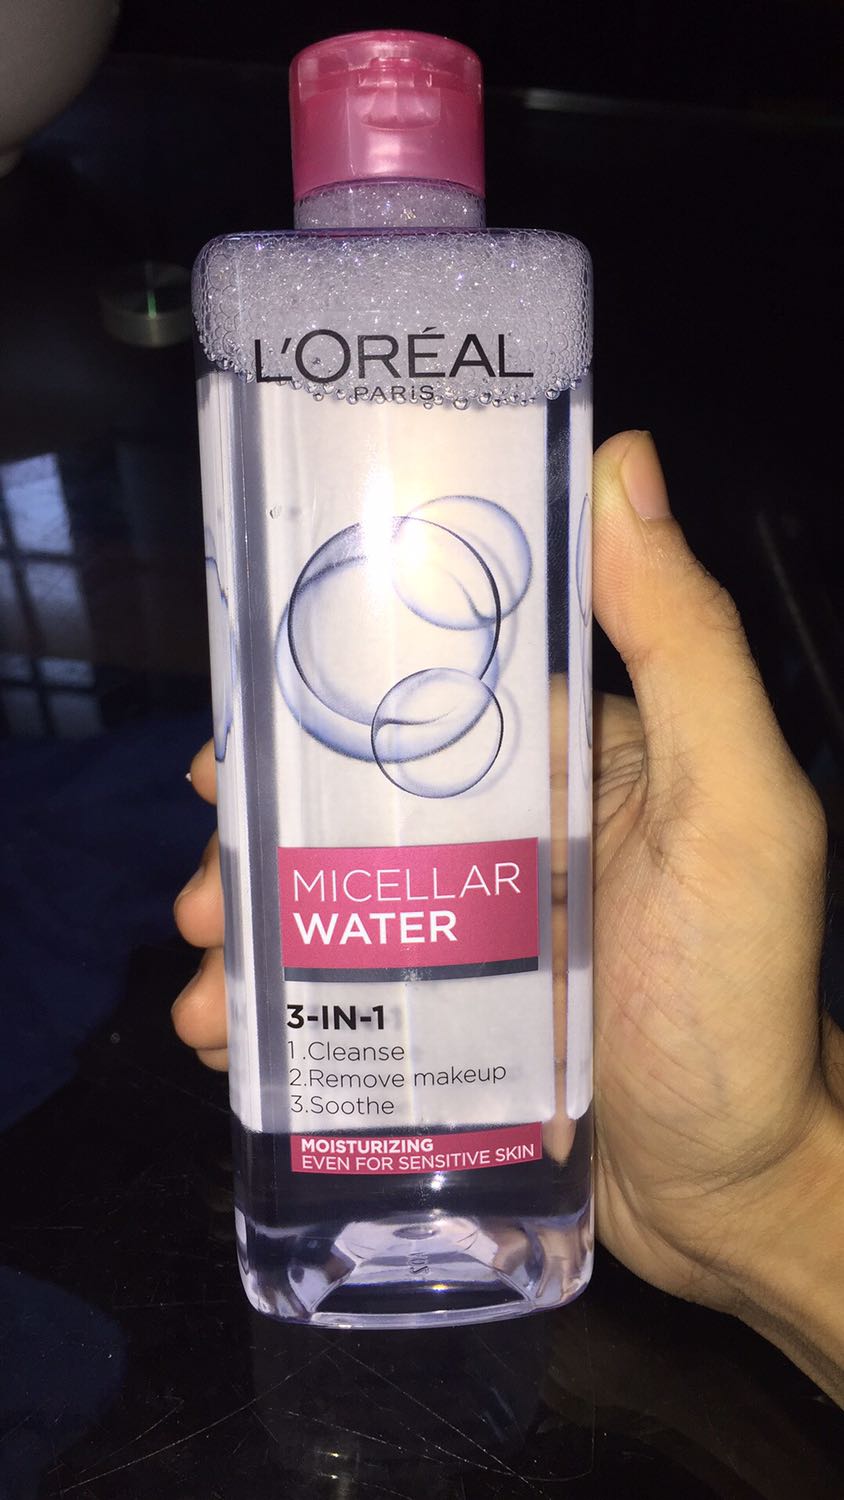 L'ORÉAL
PARIS
MICELLAR
WATER
3-IN-1
1.Cleanse
2.Remove makeup
3.Soothe
MOISTURIZING
EVEN FOR SENSITIVE SKIN